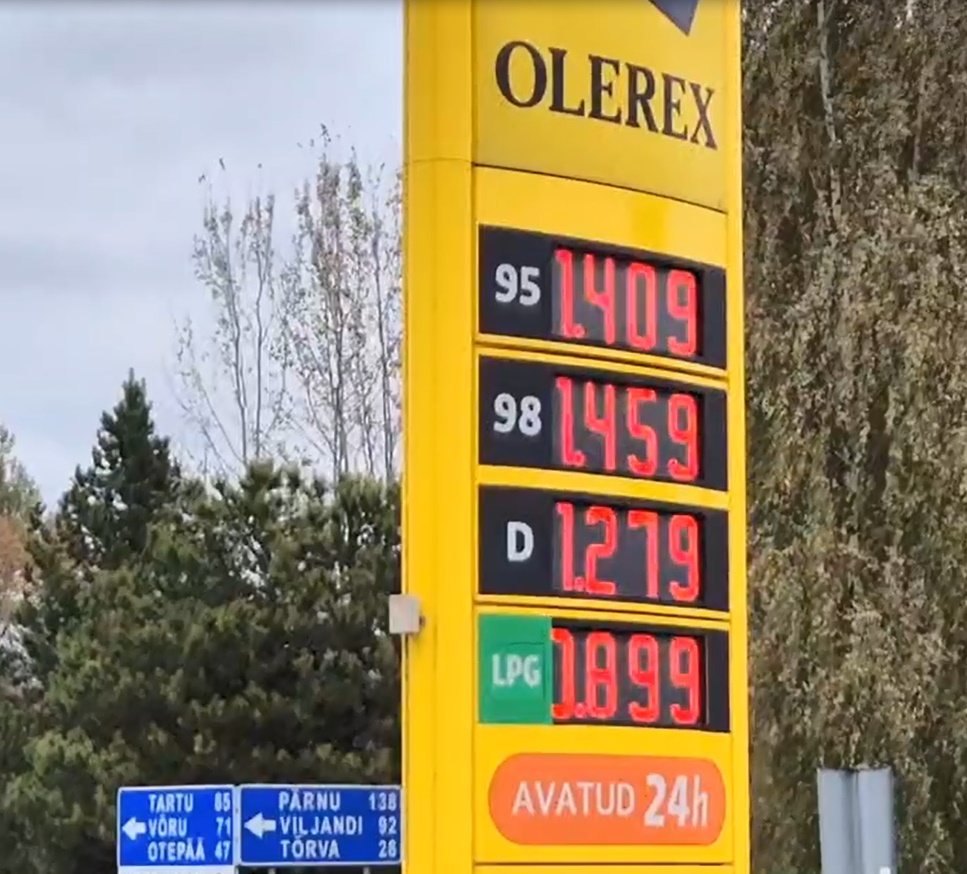 OLEREX
95 1.409
98 1.459
D 1.279
LPG 0.899
AVATUD 24h
TARTU 85
VÕRU 71
OTEPÄÄ 47
PÄRNU 138
VILJANDI 92
TÕRVA 26